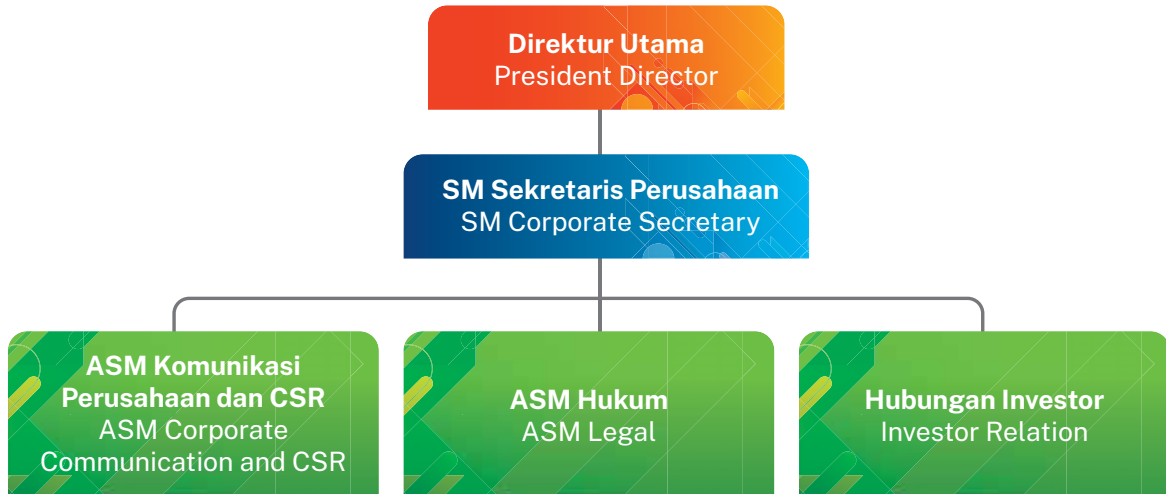 Direktur Utama
President Director
SM Sekretaris Perusahaan
SM Corporate Secretary
ASM Komunikasi
Perusahaan dan CSR
ASM Corporate
Communication and CSR
ASM Hukum
ASM Legal
Hubungan Investor
Investor Relation